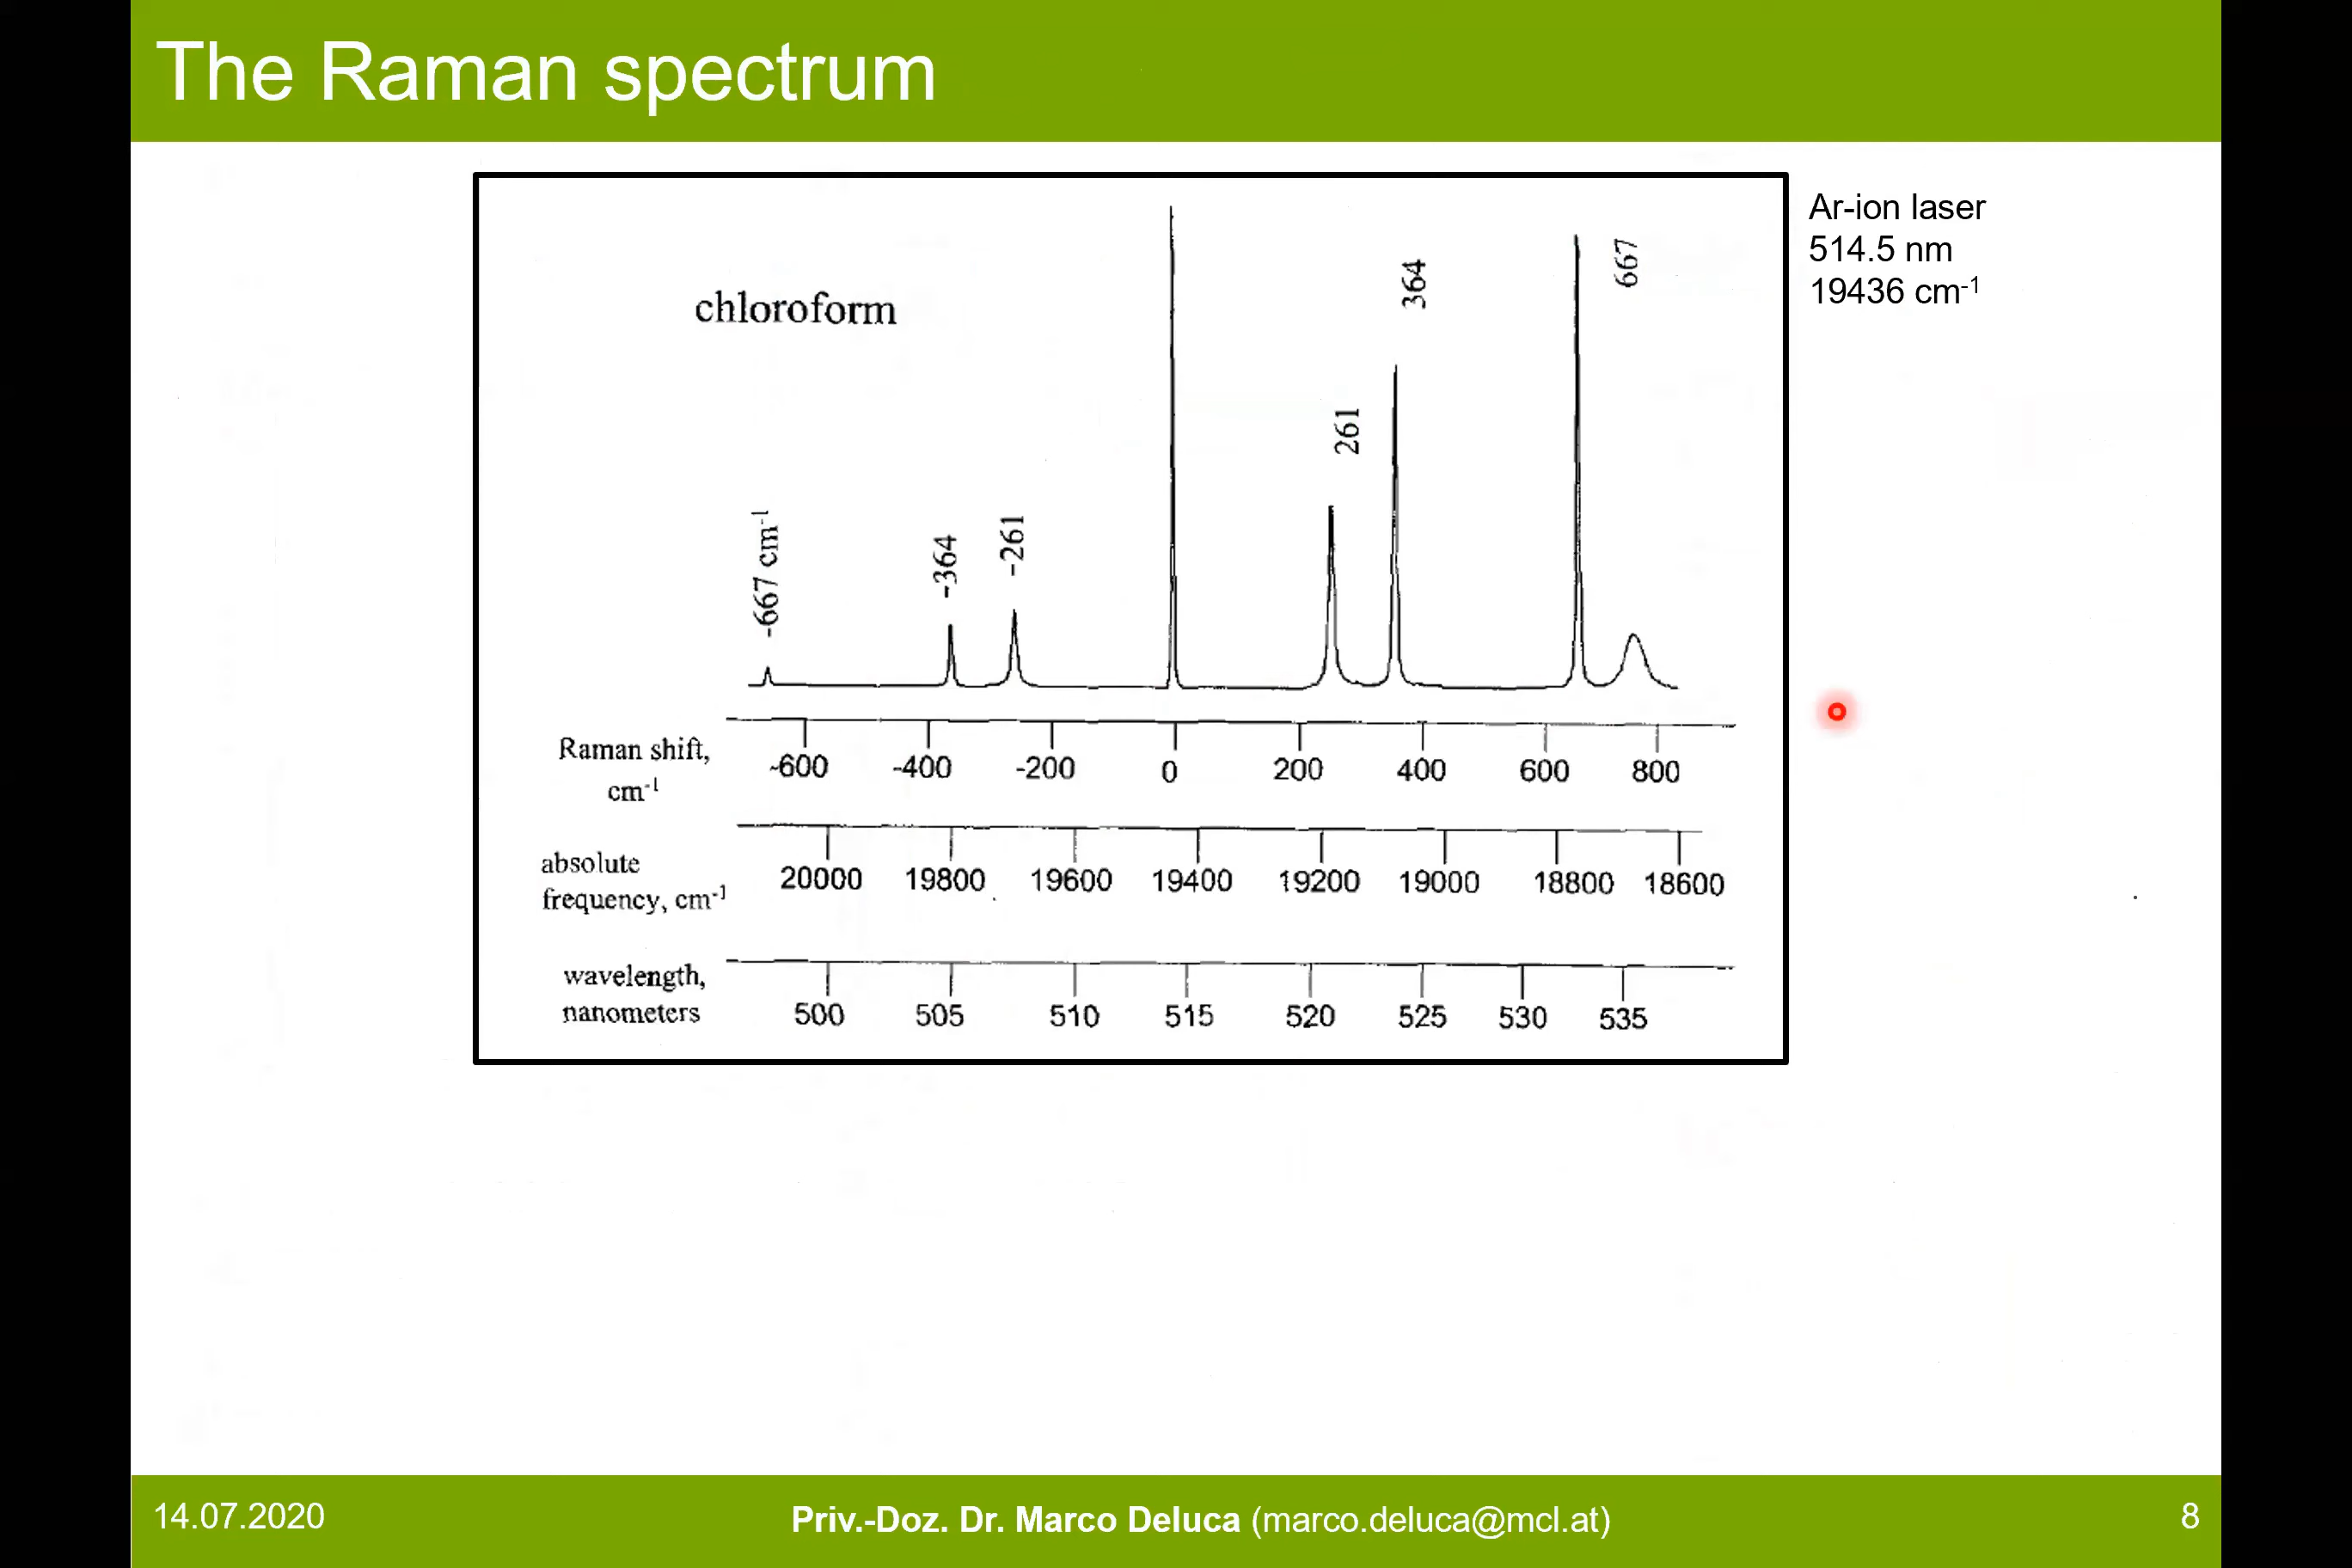 The Raman spectrum
Ar-ion laser
514.5 nm
19436 cm-1
chloroform
-667 cm-1
-364
-261
261
364
667
Raman shift,
cm-1
-600 -400 -200 0 200 400 600 800
absolute
frequency, cm-1
20000 19800 19600 19400 19200 19000 18800 18600
wavelength,
nanometers
500 505 510 515 520 525 530 535
14.07.2020
Priv.-Doz. Dr. Marco Deluca (marco.deluca@mcl.at)
8